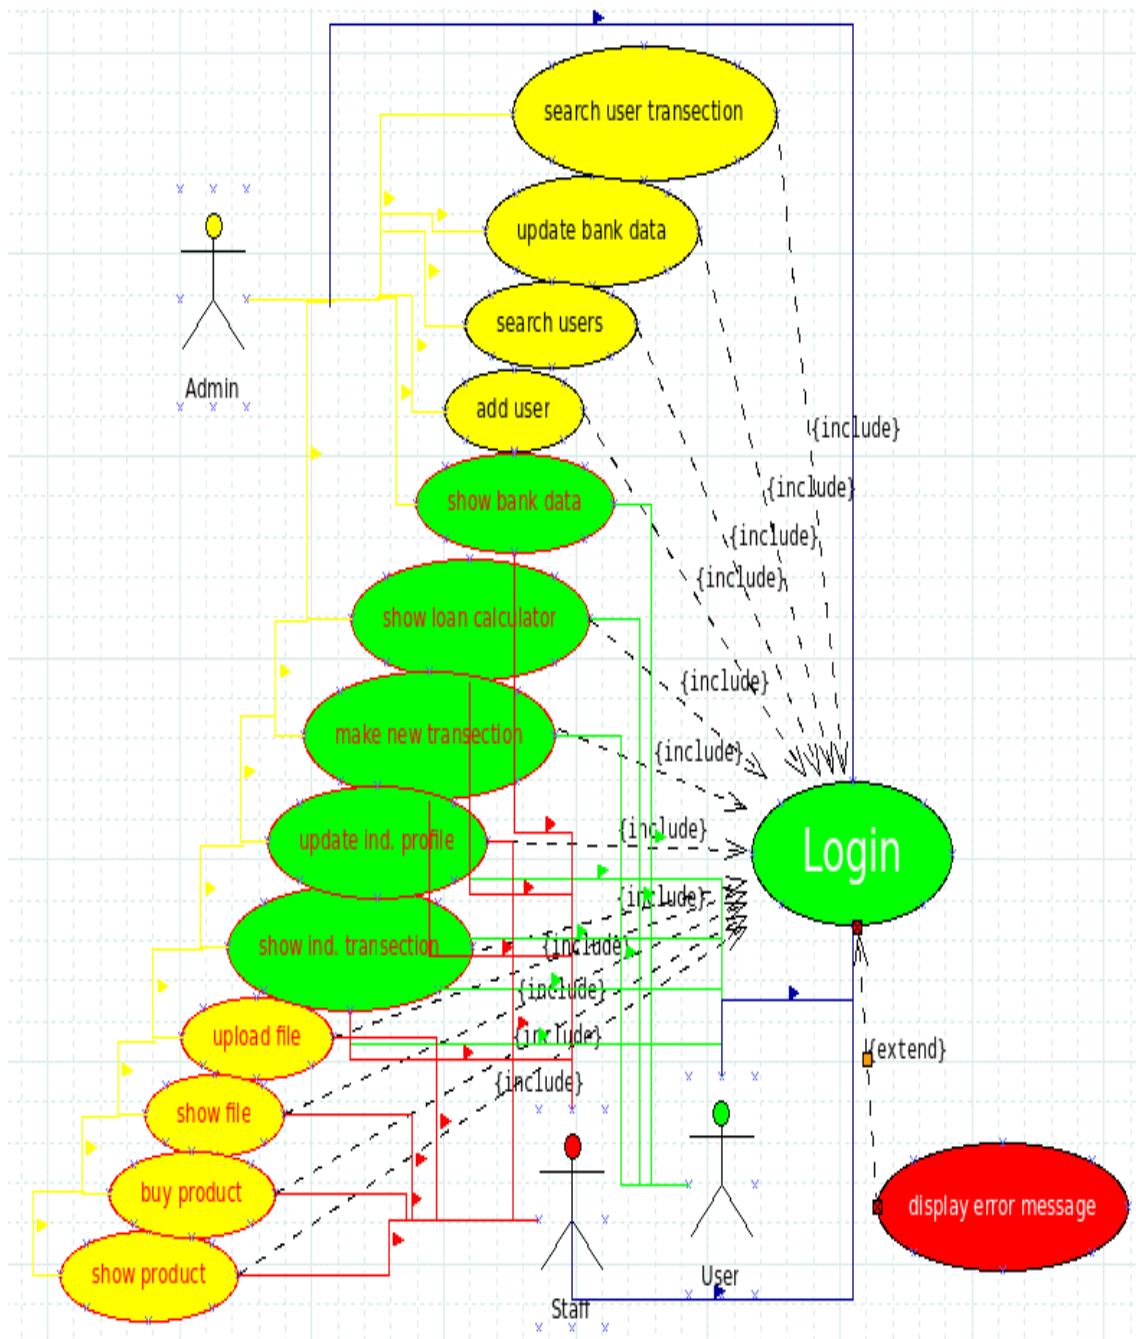 search user transection
update bank data
search users
Admin
add user
{include}
{include}
show bank data
{include}
{include}
show loan calculator
{include}
make new transection
{include}
{include}
update ind. profile
Login
{include}
show ind. transection
{include}
{include}
upload file
{include}
{extend}
{include}
show file
buy product
display error message
show product
User
Staff